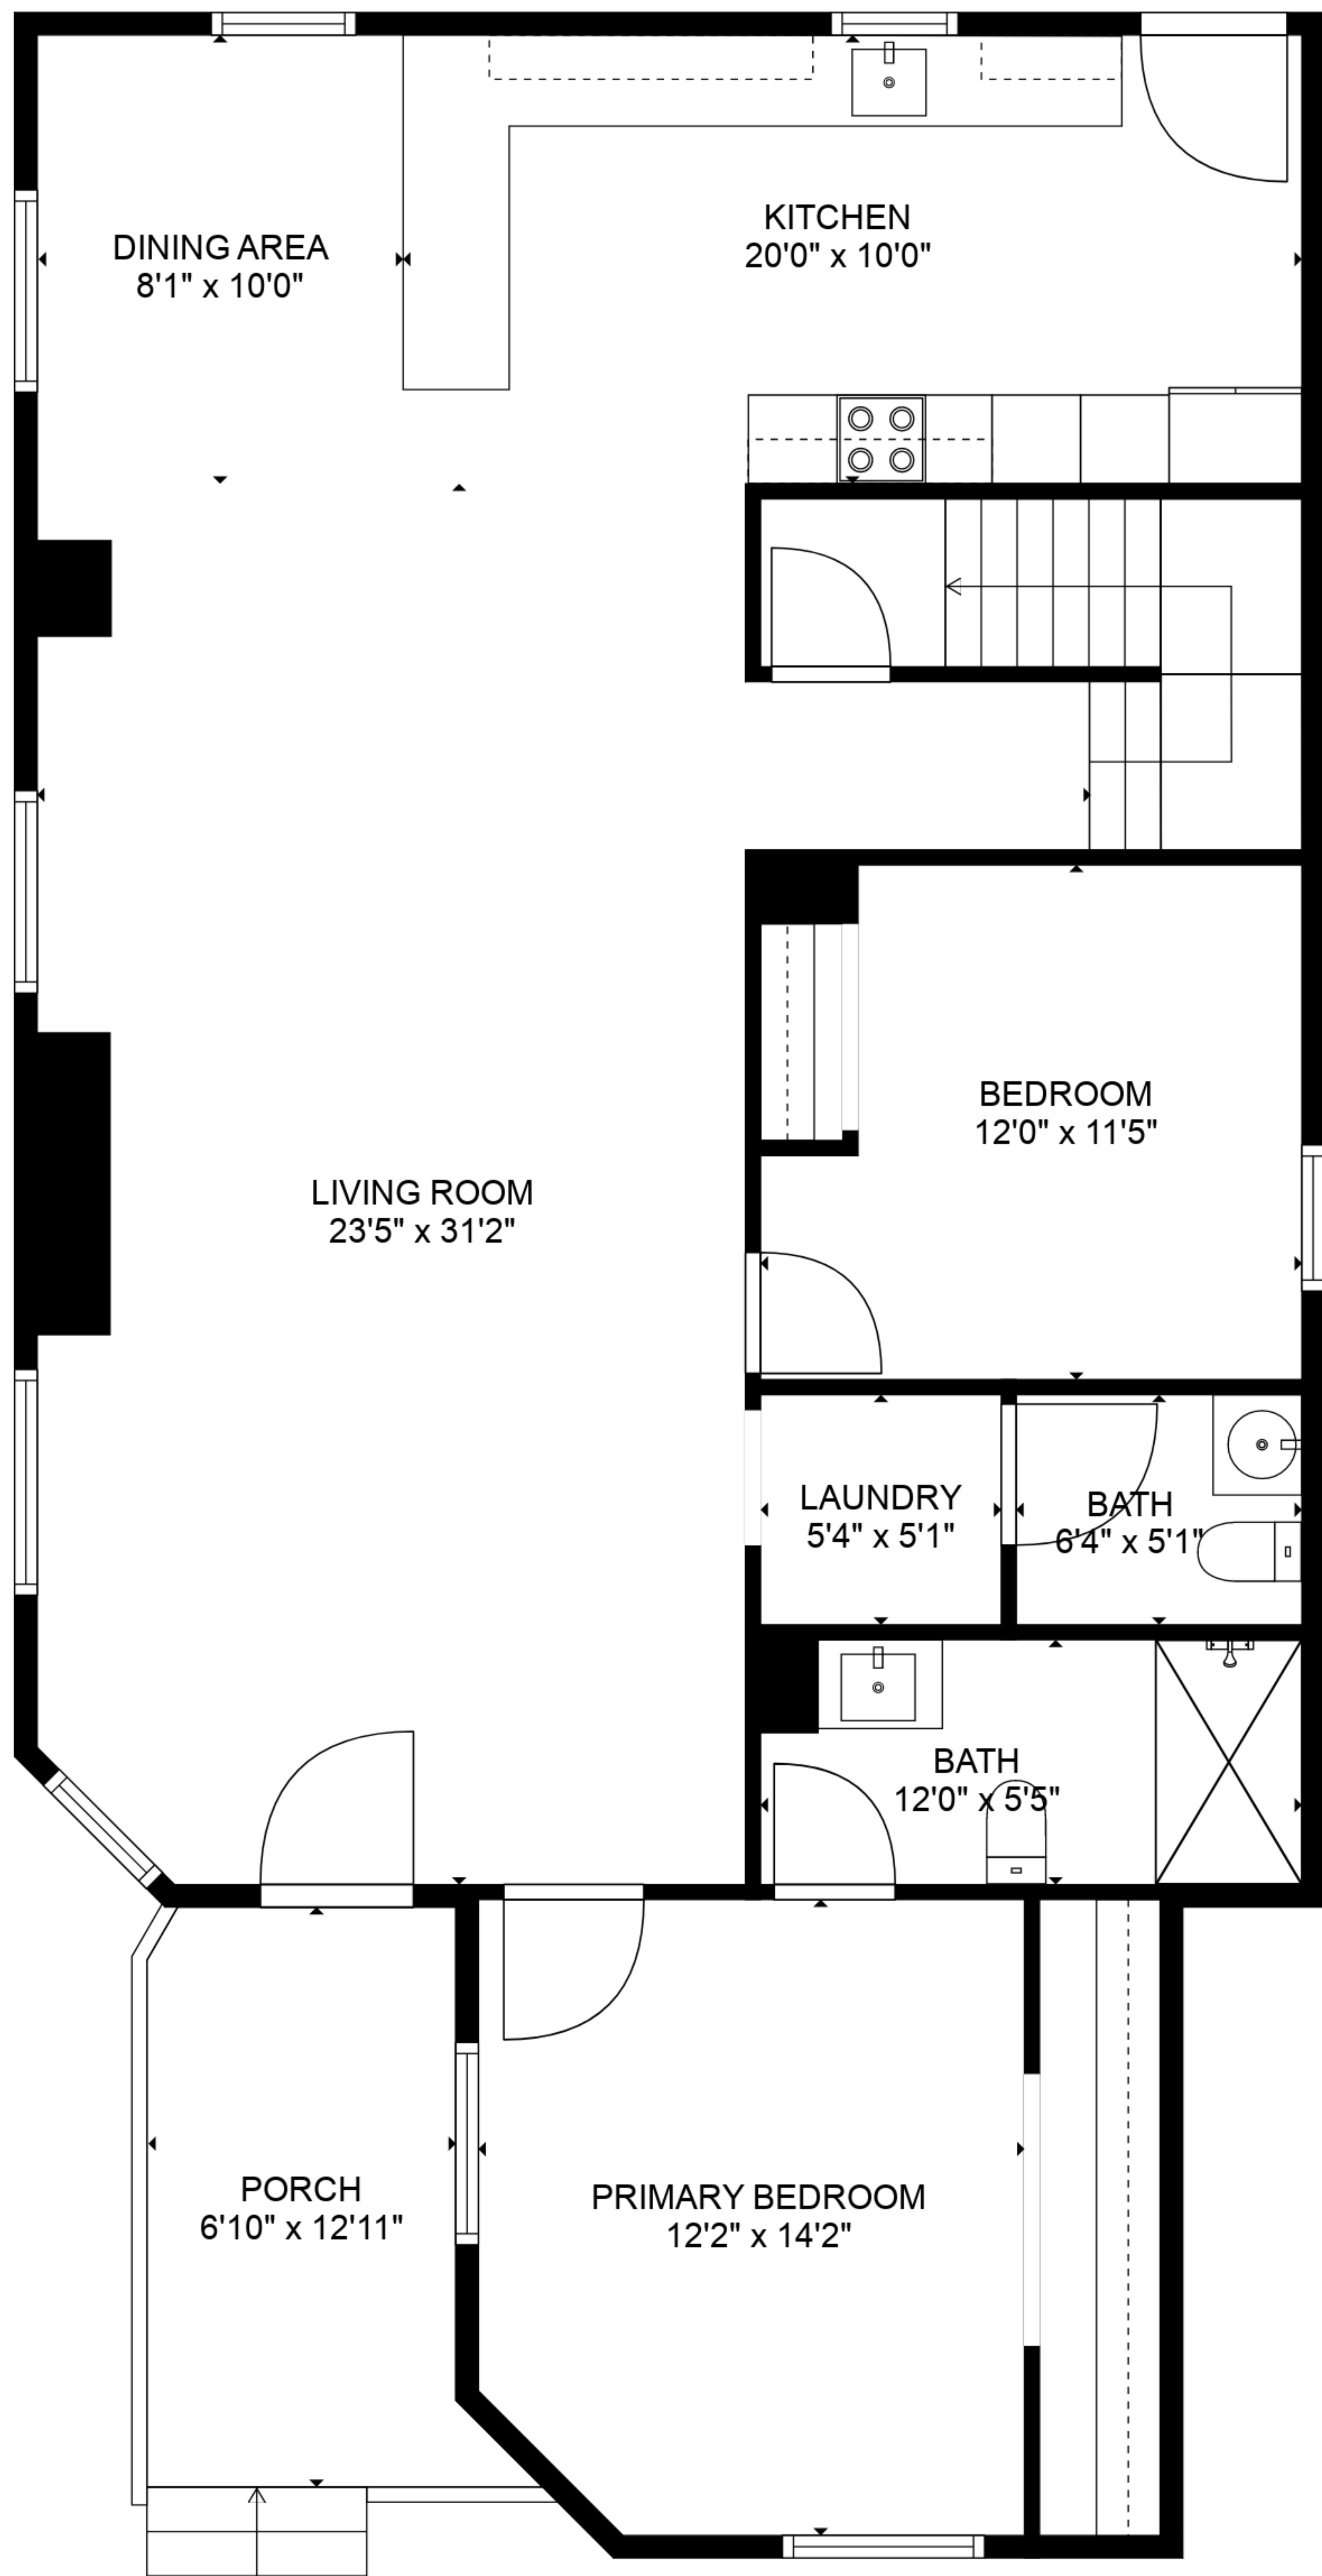 DINING AREA
8'1" x 10'0"
KITCHEN
20'0" x 10'0"
BEDROOM
12'0" x 11'5"
LIVING ROOM
23'5" x 31'2"
LAUNDRY
5'4" x 5'1"
BATH
6'4" x 5'1"
BATH
12'0" x 5'5"
PORCH
6'10" x 12'11"
PRIMARY BEDROOM
12'2" x 14'2"